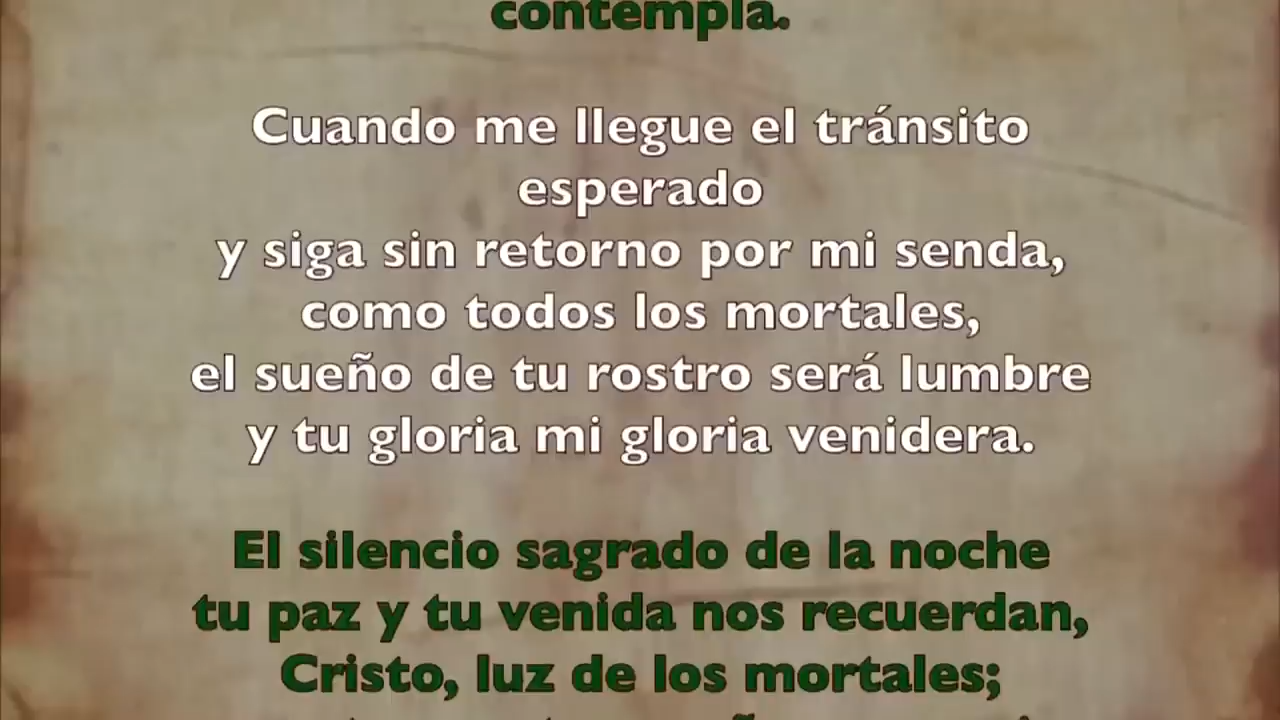 contempla.
Cuando me llegue el tránsito
esperado
y siga sin retorno por mi senda,
como todos los mortales,
el sueño de tu rostro será lumbre
y tu gloria mi gloria venidera.
El silencio sagrado de la noche
tu paz y tu venida nos recuerdan,
Cristo, luz de los mortales;